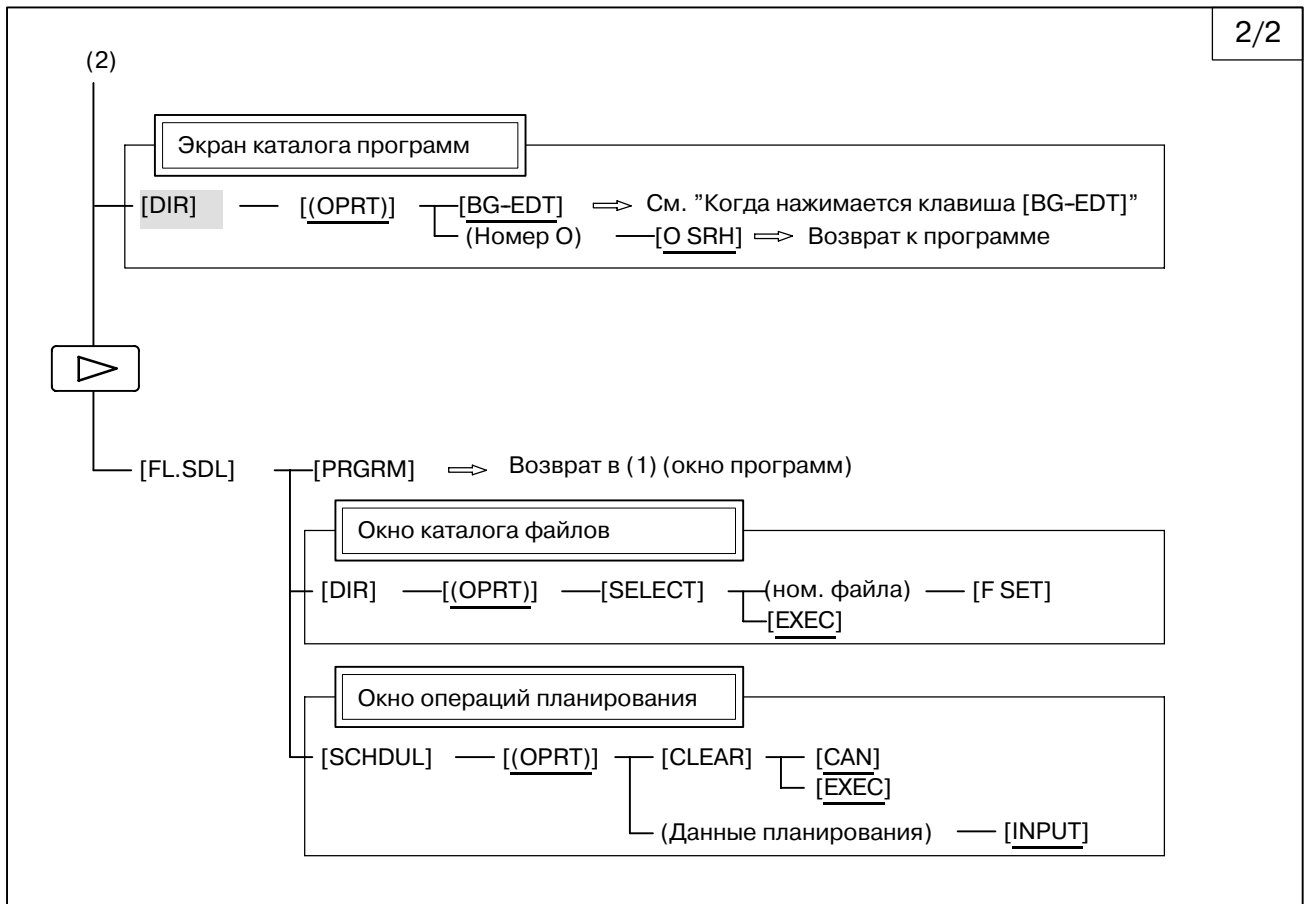 2/2
(2)
Экран каталога программ
[DIR] [(OPRT)] [BG-EDT] См. "Когда нажимается клавиша [BG-EDT]"
(Номер O) [O SRH] Возврат к программе
[FL.SDL] [PRGRM] Возврат в (1) (окно программ)
Окно каталога файлов
[DIR] [(OPRT)] [SELECT] (ном. файла) [F SET]
[EXEC]
Окно операций планирования
[SCHDUL] [(OPRT)] [CLEAR] [CAN]
[EXEC]
(Данные планирования) [INPUT]